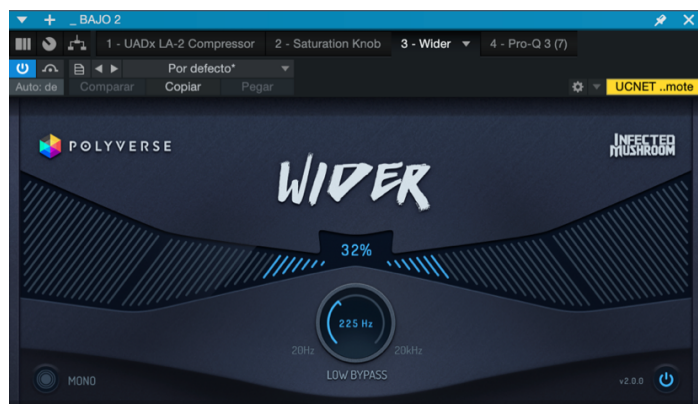 _ BAJO 2
1 - UADx LA-2 Compressor 2 - Saturation Knob 3 - Wider 4 - Pro-Q 3 (7)
Por defecto*
Auto: de Comparar Copiar Pegar UCNET ..mote
POLYVERSE
INFECTED
MUSHROOM
WIDER
32%
225 Hz
20Hz 20kHz
LOW BYPASS
MONO
v2.0.0